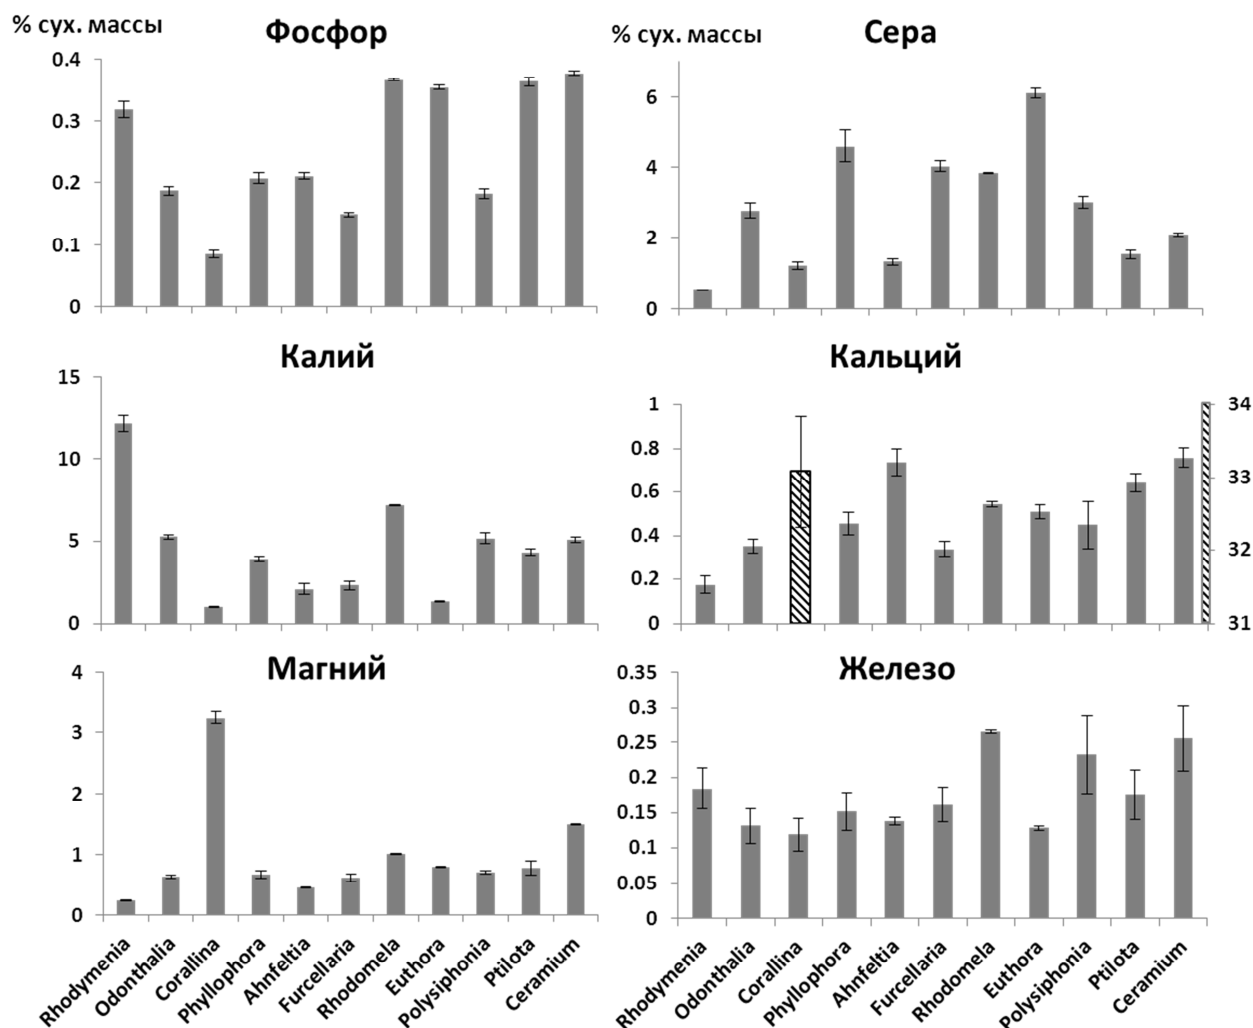 % сух. массы
Фосфор
0.4
0.3
0.2
0.1
0
% сух. массы
Сера
6
4
2
0
Калий
15
10
5
0
Кальций
1
0.8
0.6
0.4
0.2
0
34
33
32
31
Магний
4
3
2
1
0
Rhodymenia
Odonthalia
Corallina
Phyllophora
Ahnfeltia
Furcellaria
Rhodomela
Euthora
Polysiphonia
Ptilota
Ceramium
Железо
0.35
0.3
0.25
0.2
0.15
0.1
0.05
0
Rhodymenia
Odonthalia
Corallina
Phyllophora
Ahnfeltia
Furcellaria
Rhodomela
Euthora
Polysiphonia
Ptilota
Ceramium